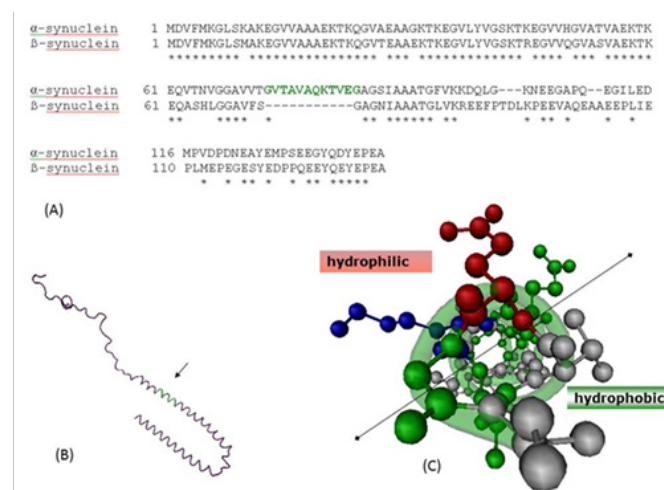 α-synuclein 1 MDVFMKGLSKAKEGVVAAAEKTKQGVAEAAGKTKEGVLYVGSKTKEGVVHGVATVAEKTK
β-synuclein 1 MDVFMKGLSMAKEGVVAAAEKTKQGVTEAAEKTKEGVLYVGSKTREGVVQGVASVAEKTK
********* **************** *** ************* **** *** ******
α-synuclein 61 EQVTNVGGAVVTGVTAVAQKTVEGAGSIAAATGFVKKDQLG---KNEEGAPQ--EGILED
β-synuclein 61 EQASHLGGAVFS-----------GAGNIAAATGLVKREEFPTDLKPEEVAQEAAEEPLIE
** **** * *** ****** ** * ** * * *
α-synuclein 116 MPVDPDNEAYEMPSEEGYQDYEPEA
β-synuclein 110 PLMEPEGESYEDPPQEEYQEYEPEA
* * ** * * ** *****
(A)
hydrophilic
hydrophobic
(B)
(C)